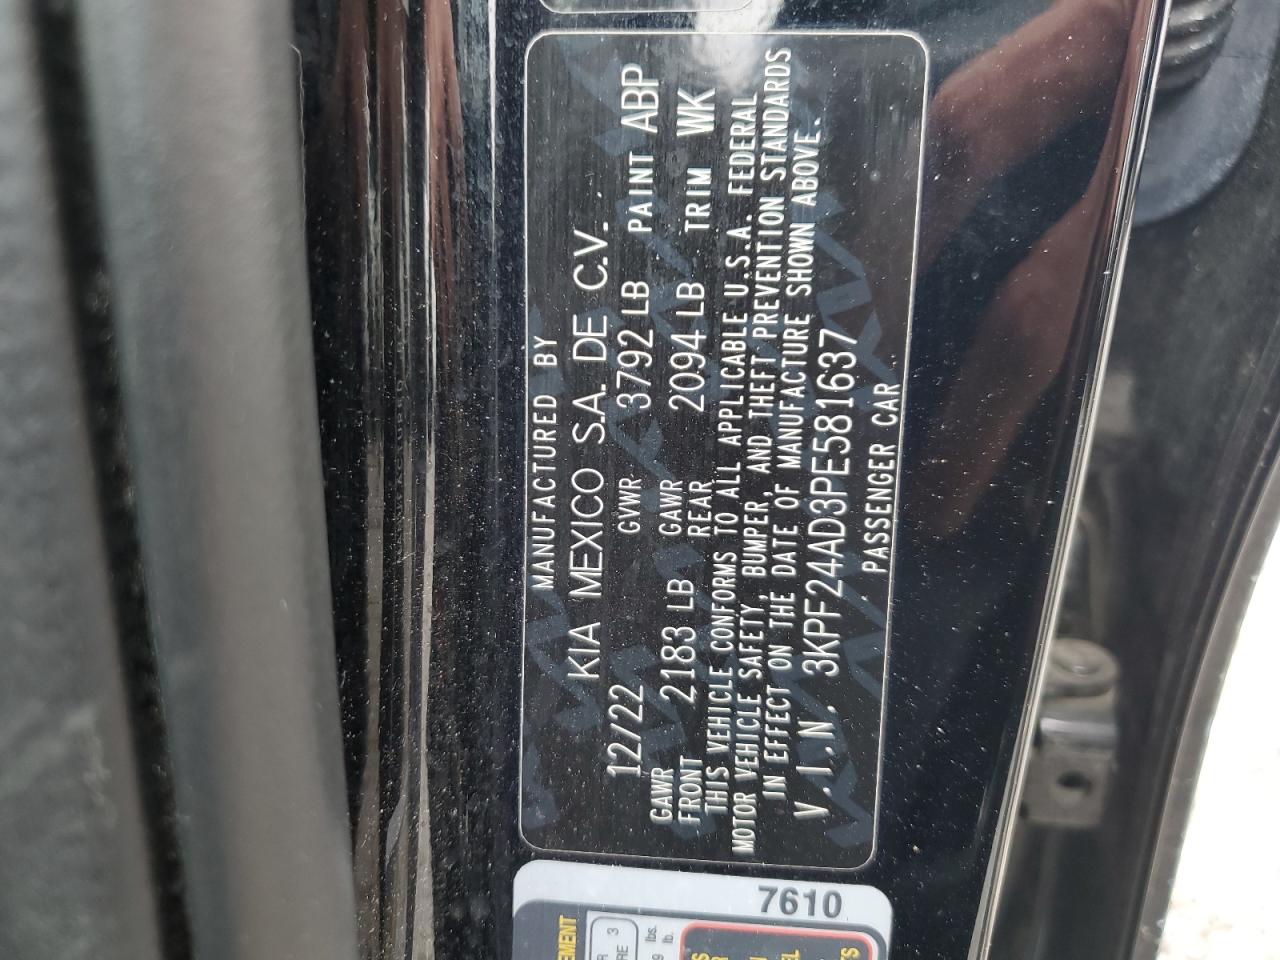 MANUFACTURED BY
KIA MEXICO S.A. DE C.V.
12/22 GVWR 3792 LB PAINT ABP
GAWR FRONT 2183 LB GAWR REAR 2094 LB TRIM WK
THIS VEHICLE CONFORMS TO ALL APPLICABLE U.S.A. FEDERAL
MOTOR VEHICLE SAFETY, BUMPER, AND THEFT PREVENTION STANDARDS
IN EFFECT ON THE DATE OF MANUFACTURE SHOWN ABOVE.
V.I.N. 3KPF24AD3PE581637
PASSENGER CAR
7610